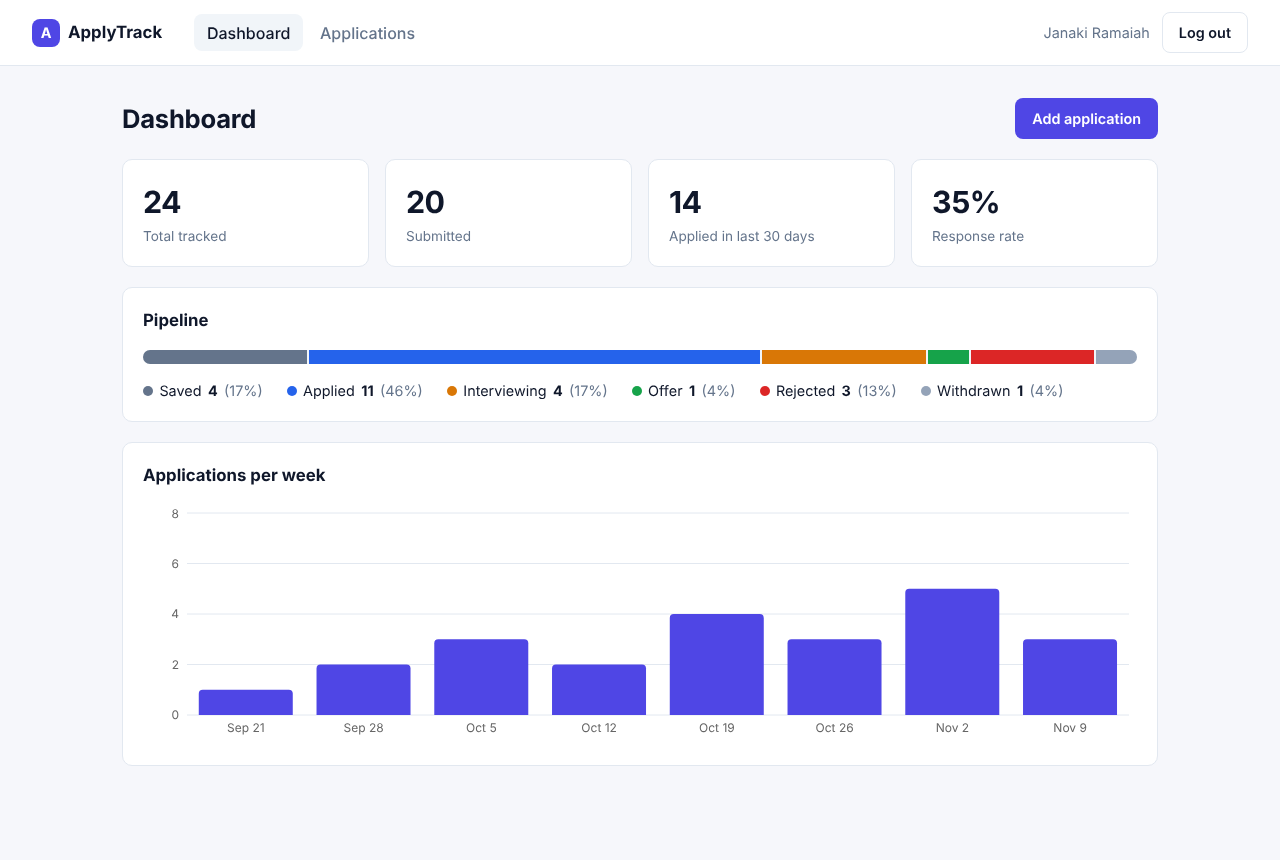 A ApplyTrack Dashboard Applications Janaki Ramaiah Log out
Dashboard Add application
24 20 14 35%
Total tracked Submitted Applied in last 30 days Response rate
Pipeline
Saved 4 (17%) Applied 11 (46%) Interviewing 4 (17%) Offer 1 (4%) Rejected 3 (13%) Withdrawn 1 (4%)
Applications per week
8
6
4
2
0
Sep 21 Sep 28 Oct 5 Oct 12 Oct 19 Oct 26 Nov 2 Nov 9